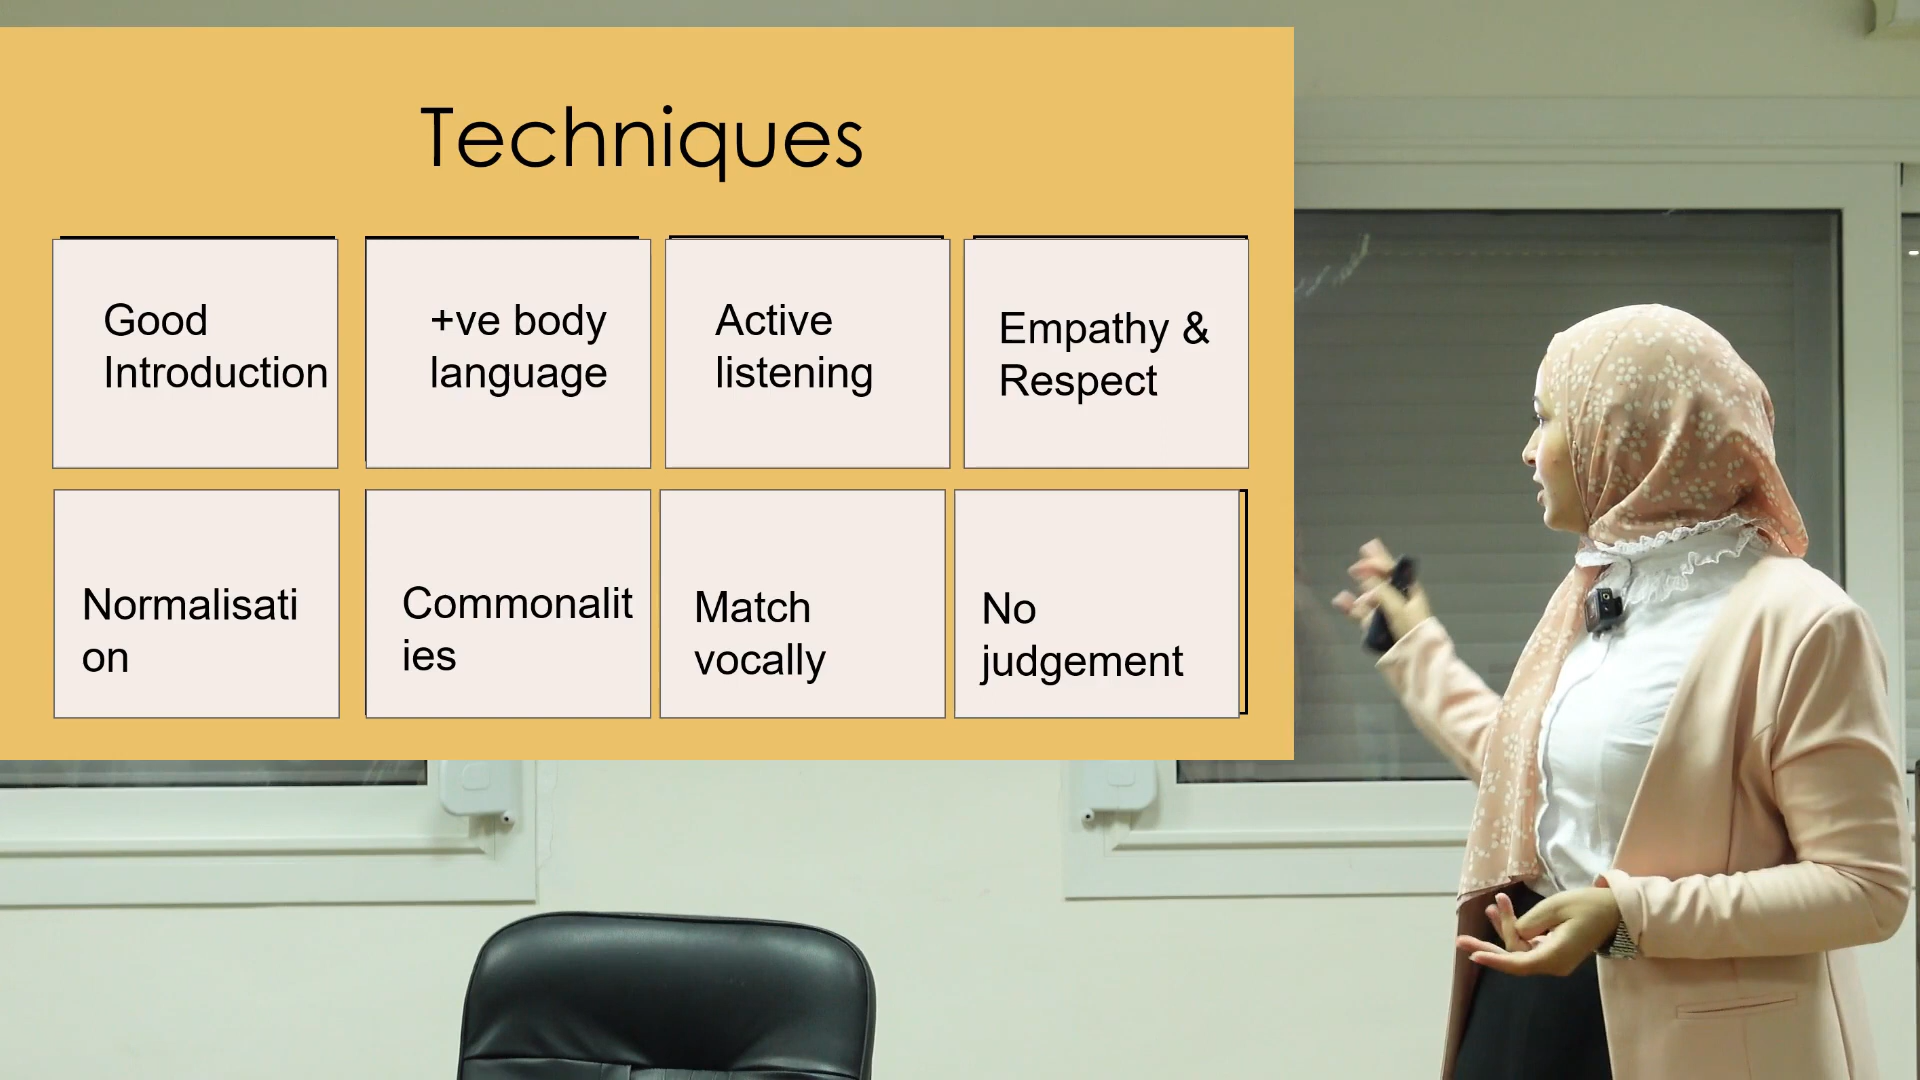 Techniques
Good
Introduction
+ve body
language
Active
listening
Empathy &
Respect
Normalisati
on
Commonalit
ies
Match
vocally
No
judgement